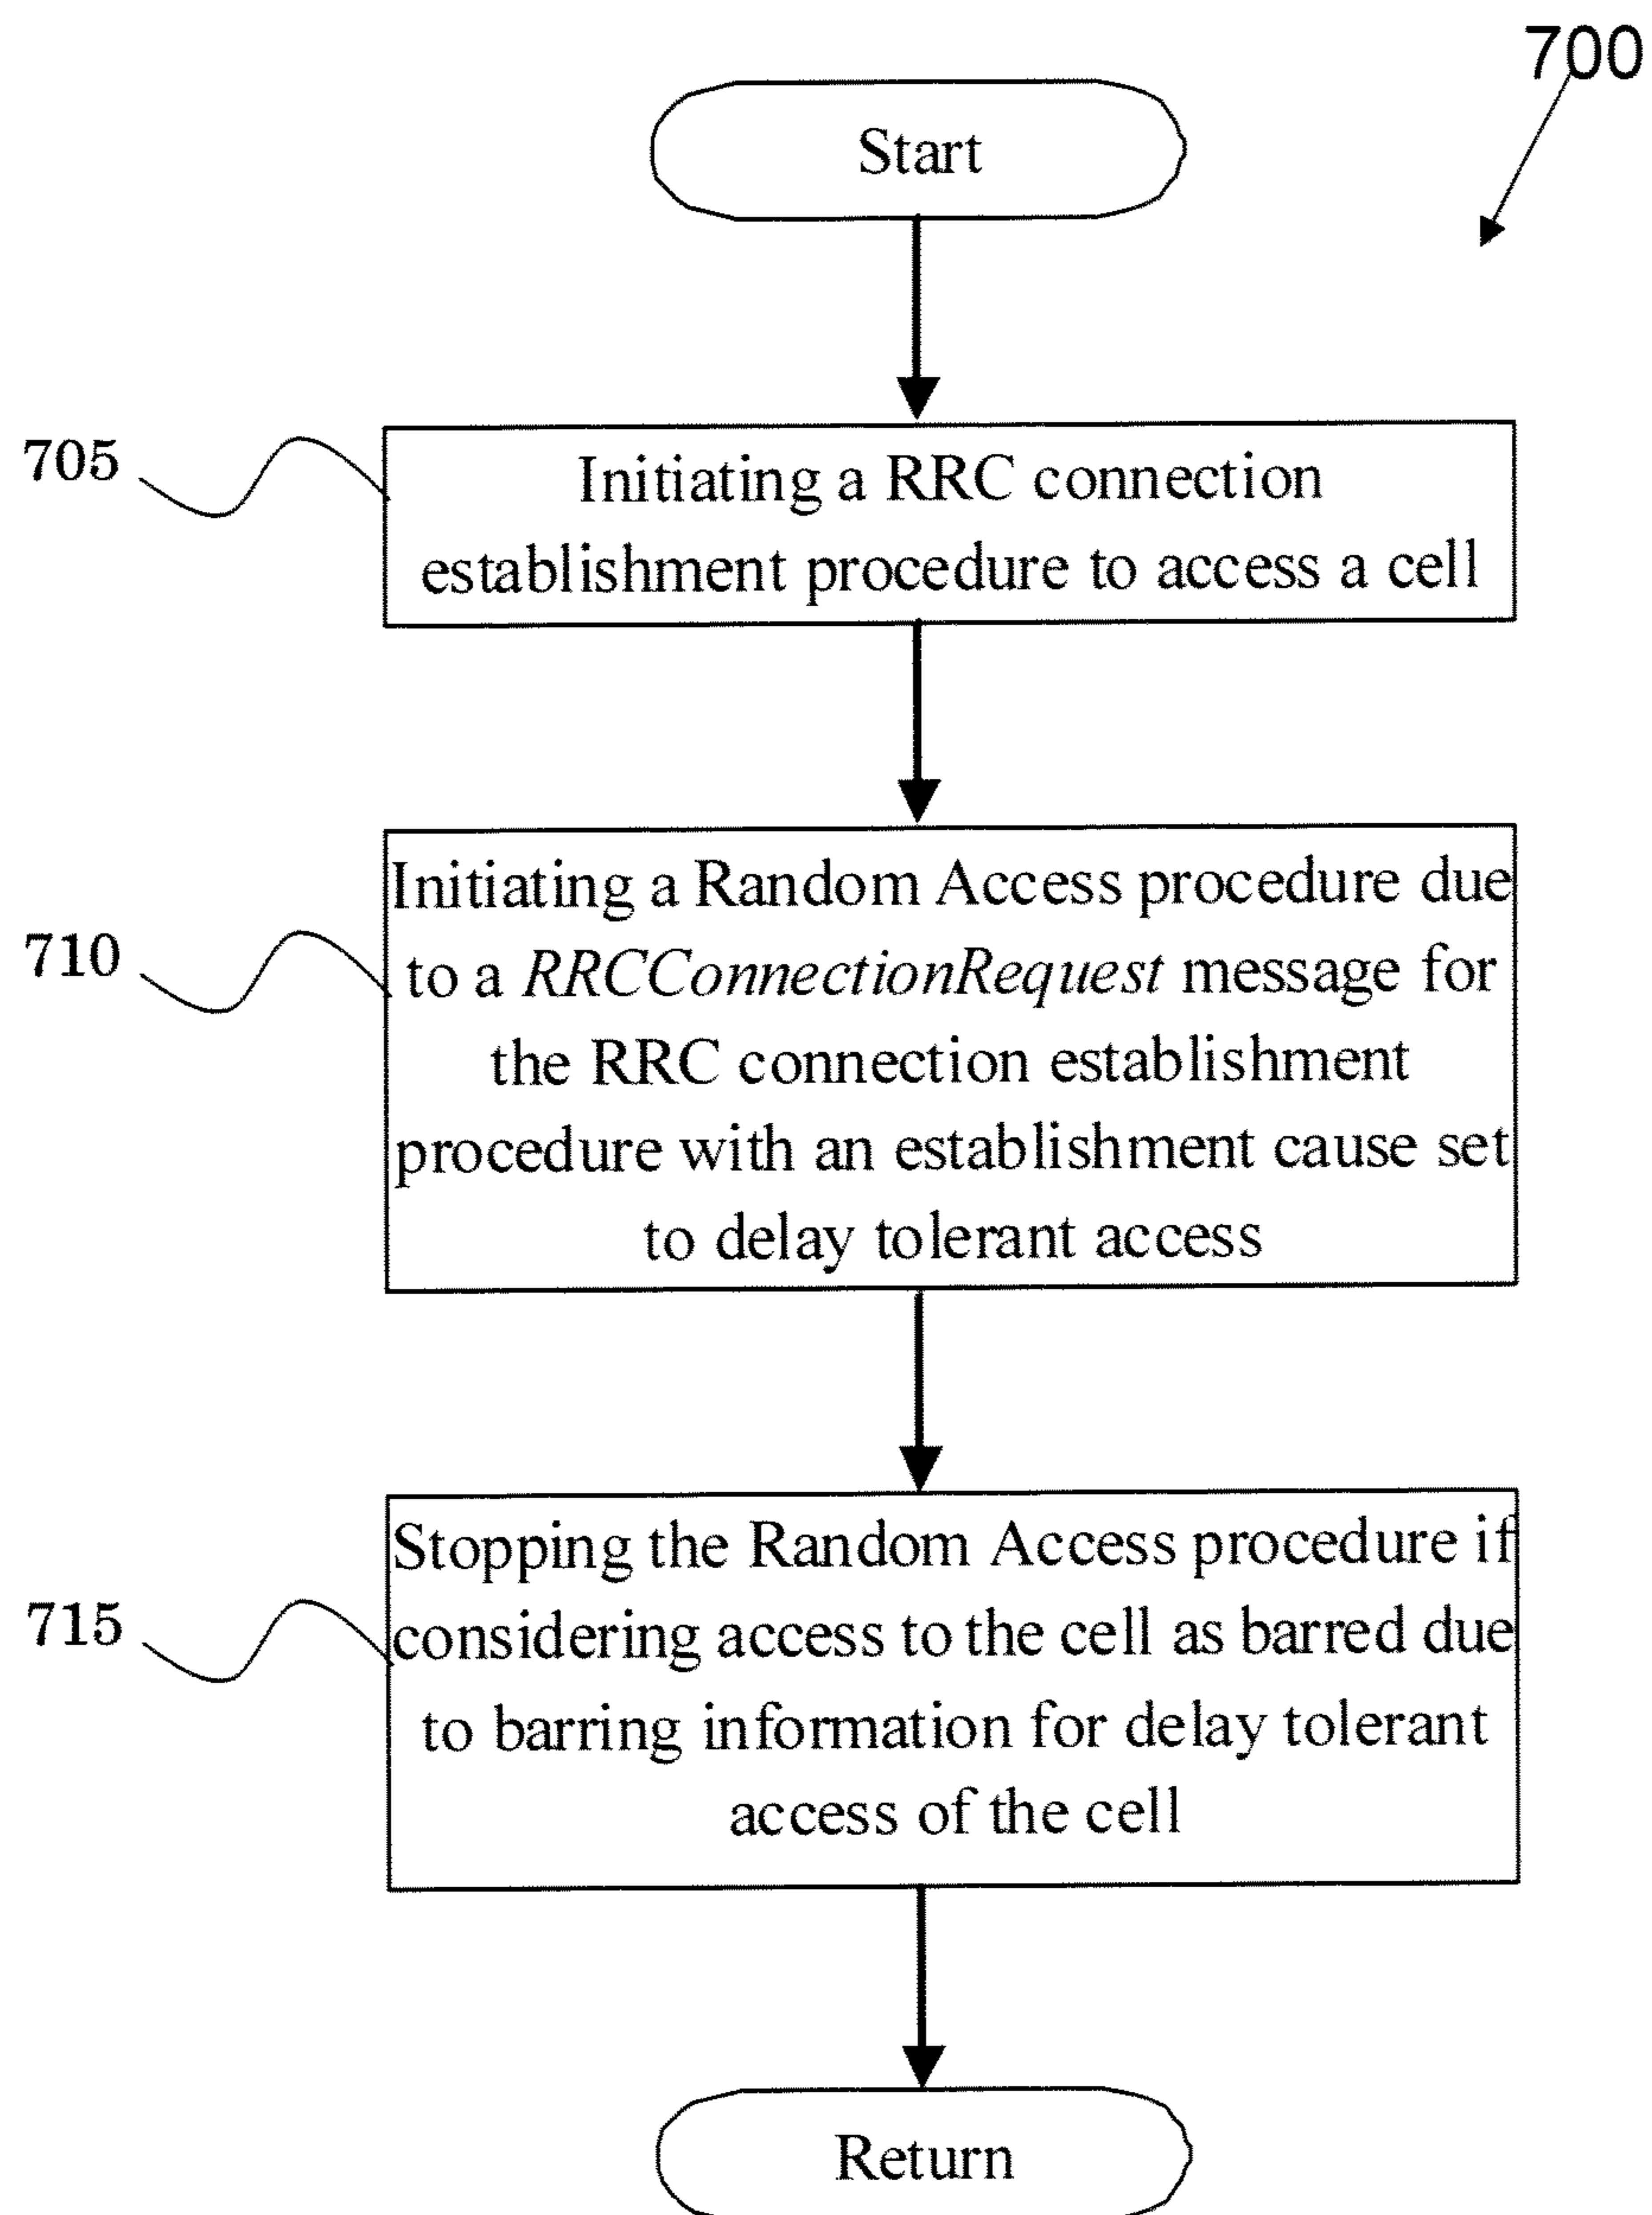 700
Start
705
Initiating a RRC connection
establishment procedure to access a cell
710
Initiating a Random Access procedure due
to a RRCConnectionRequest message for
the RRC connection establishment
procedure with an establishment cause set
to delay tolerant access
715
Stopping the Random Access procedure if
considering access to the cell as barred due
to barring information for delay tolerant
access of the cell
Return